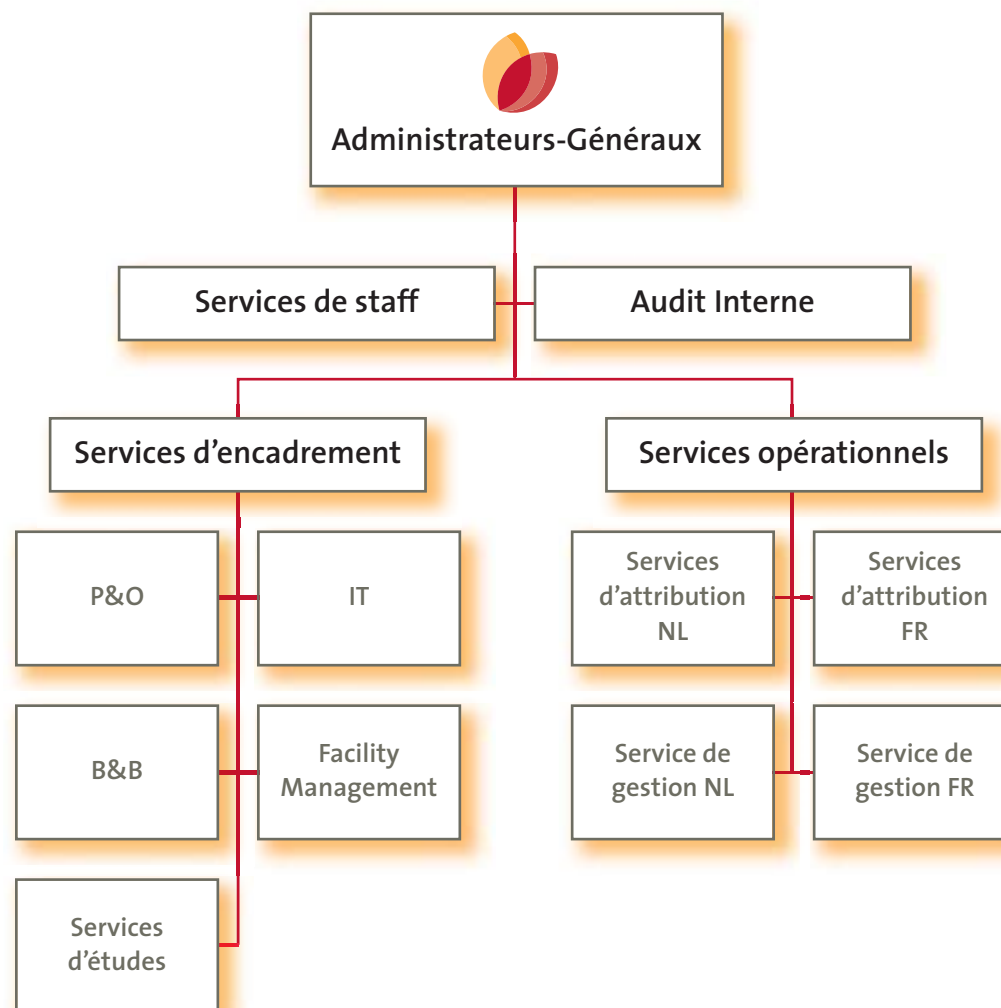 Administrateurs-Généraux
Services de staff
Audit Interne
Services d’encadrement
Services opérationnels
P&O
IT
Services
d’attribution
NL
Services
d’attribution
FR
B&B
Facility
Management
Service de
gestion NL
Service de
gestion FR
Services
d’études